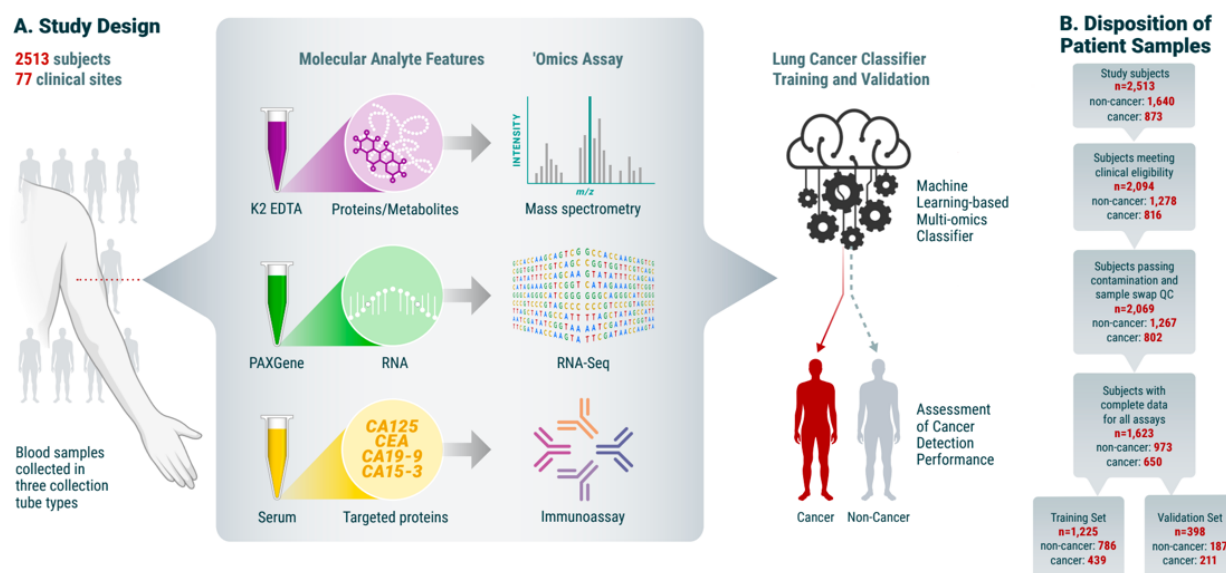 A. Study Design
2513 subjects
77 clinical sites
Blood samples
collected in
three collection
tube types
Molecular Analyte Features
'Omics Assay
K2 EDTA
Proteins/Metabolites
INTENSITY
m/z
Mass spectrometry
PAXGene
RNA
RNA-Seq
CA125
CEA
CA19-9
CA15-3
Serum
Targeted proteins
Immunoassay
Lung Cancer Classifier
Training and Validation
Machine
Learning-based
Multi-omics
Classifier
Assessment
of Cancer
Detection
Performance
Cancer
Non-Cancer
B. Disposition of
Patient Samples
Study subjects
n=2,513
non-cancer: 1,640
cancer: 873
Subjects meeting
clinical eligibility
n=2,094
non-cancer: 1,278
cancer: 816
Subjects passing
contamination and
sample swap QC
n=2,069
non-cancer: 1,267
cancer: 802
Subjects with
complete data
for all assays
n=1,623
non-cancer: 973
cancer: 650
Training Set
n=1,225
non-cancer: 786
cancer: 439
Validation Set
n=398
non-cancer: 187
cancer: 211